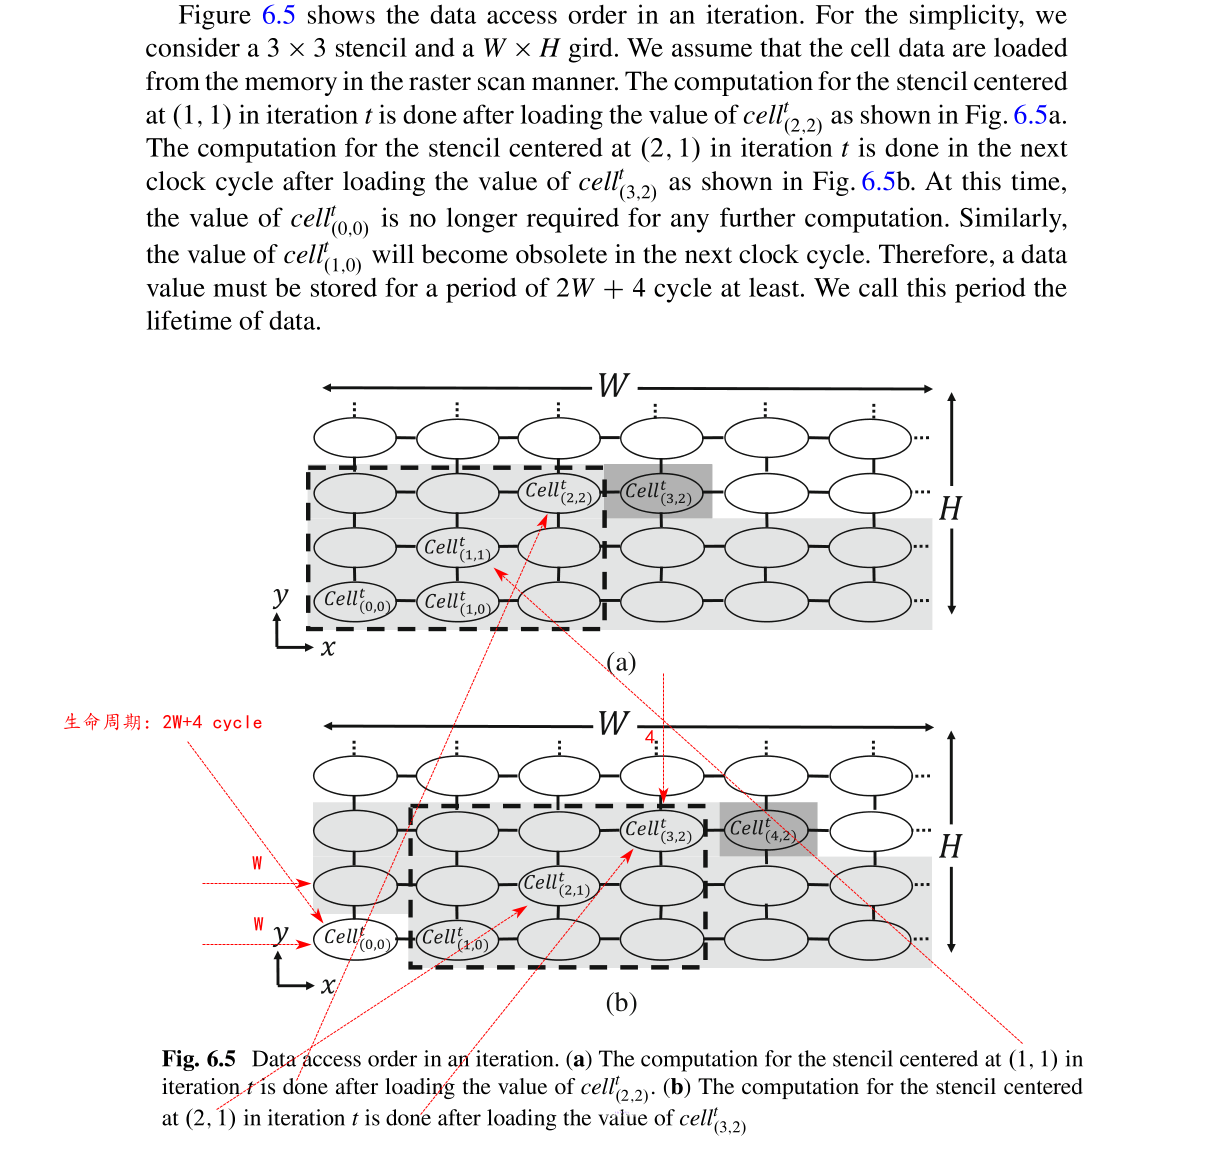 Figure 6.5 shows the data access order in an iteration. For the simplicity, we
consider a 3 × 3 stencil and a W × H gird. We assume that the cell data are loaded
from the memory in the raster scan manner. The computation for the stencil centered
at (1, 1) in iteration t is done after loading the value of cell^t_(2,2) as shown in Fig. 6.5a.
The computation for the stencil centered at (2, 1) in iteration t is done in the next
clock cycle after loading the value of cell^t_(3,2) as shown in Fig. 6.5b. At this time,
the value of cell^t_(0,0) is no longer required for any further computation. Similarly,
the value of cell^t_(1,0) will become obsolete in the next clock cycle. Therefore, a data
value must be stored for a period of 2W + 4 cycle at least. We call this period the
lifetime of data.
W
Cell^t_(2,2) Cell^t_(3,2)
H
Cell^t_(1,1)
y Cell^t_(0,0) Cell^t_(1,0)
x
(a)
生命周期: 2W+4 cycle
W
4
Cell^t_(3,2) Cell^t_(4,2)
H
W
Cell^t_(2,1)
W
y Cell^t_(0,0) Cell^t_(1,0)
x
(b)
Fig. 6.5 Data access order in an iteration. (a) The computation for the stencil centered at (1, 1) in
iteration t is done after loading the value of cell^t_(2,2). (b) The computation for the stencil centered
at (2, 1) in iteration t is done after loading the value of cell^t_(3,2)